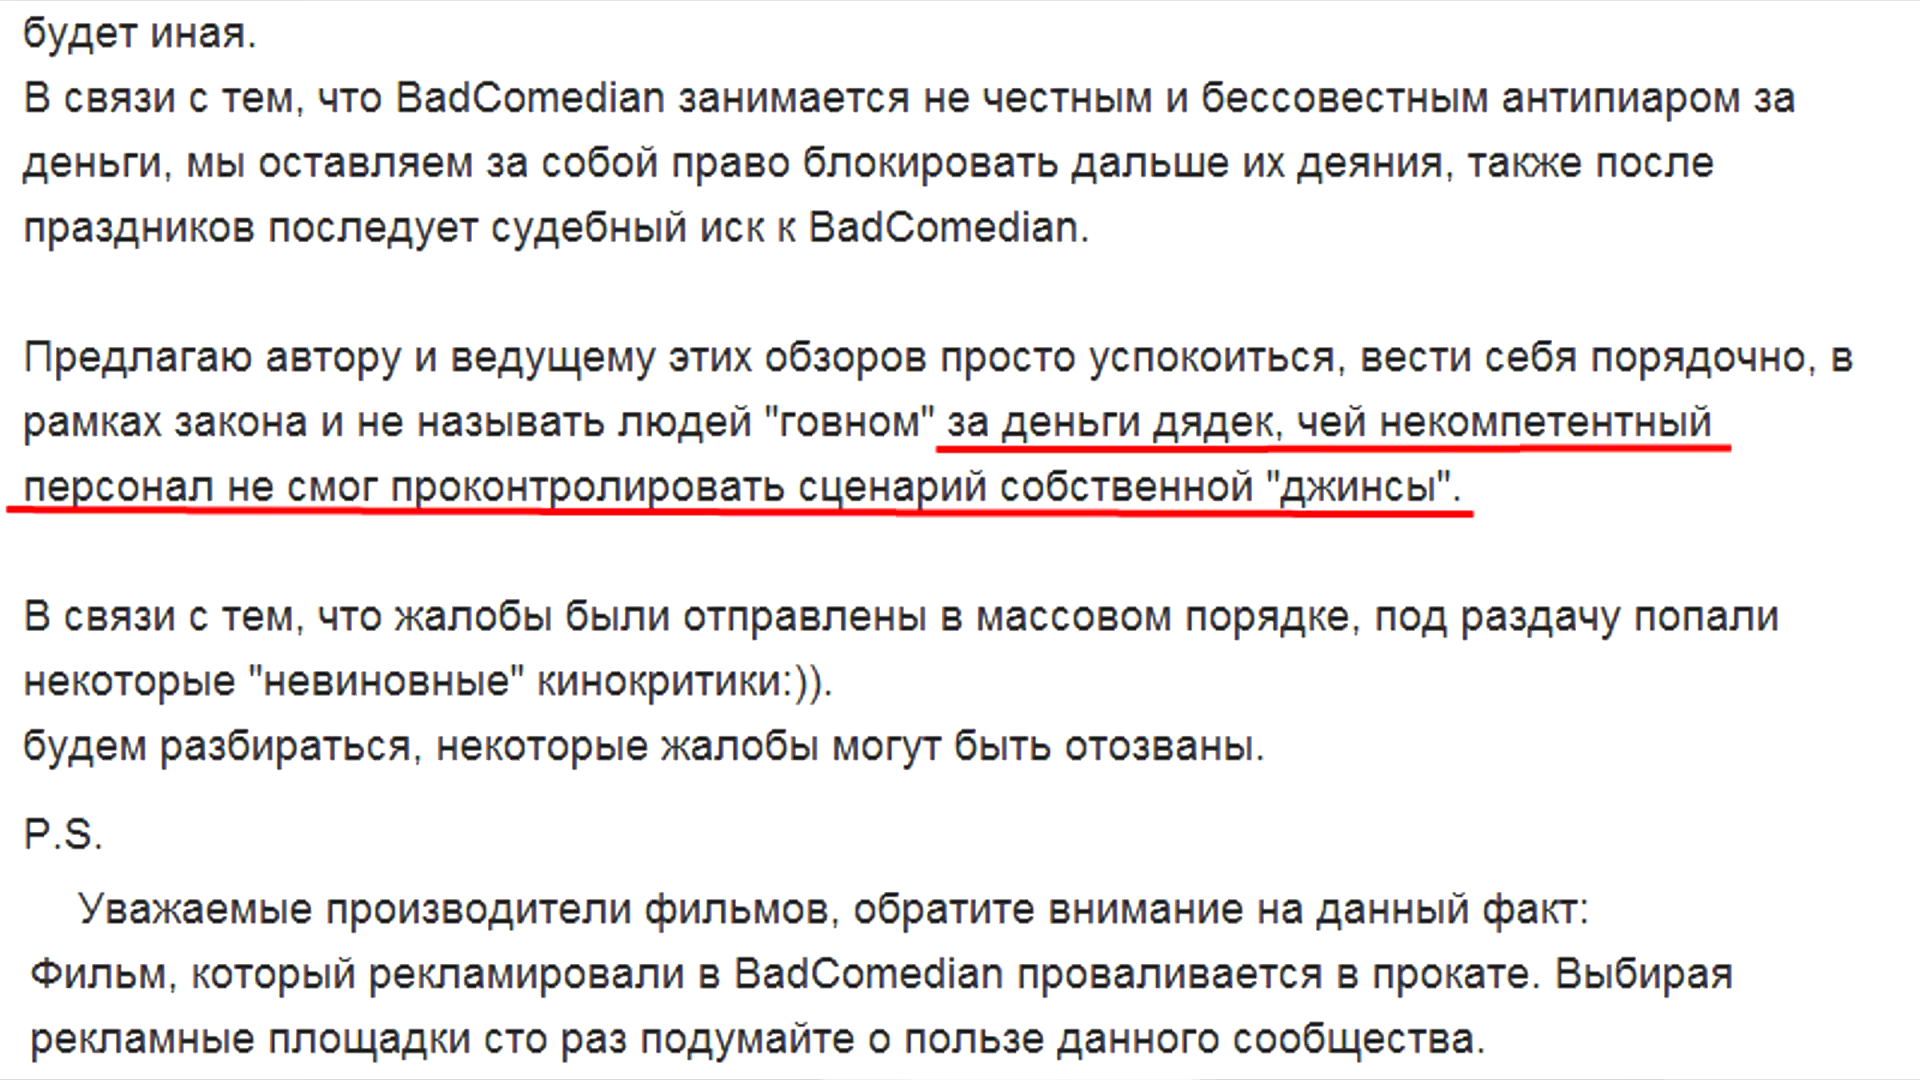 будет иная.
В связи с тем, что BadComedian занимается не честным и бессовестным антипиаром за
деньги, мы оставляем за собой право блокировать дальше их деяния, также после
праздников последует судебный иск к BadComedian.
Предлагаю автору и ведущему этих обзоров просто успокоиться, вести себя порядочно, в
рамках закона и не называть людей "говном" за деньги дядек, чей некомпетентный
персонал не смог проконтролировать сценарий собственной "джинсы".
В связи с тем, что жалобы были отправлены в массовом порядке, под раздачу попали
некоторые "невиновные" кинокритики:)).
будем разбираться, некоторые жалобы могут быть отозваны.
P.S.
Уважаемые производители фильмов, обратите внимание на данный факт:
Фильм, который рекламировали в BadComedian проваливается в прокате. Выбирая
рекламные площадки сто раз подумайте о пользе данного сообщества.